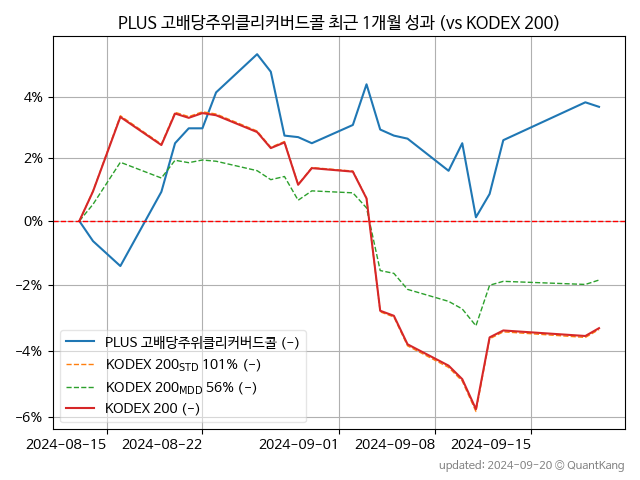 PLUS 고배당주위클리커버드콜 최근 1개월 성과 (vs KODEX 200)
4%
2%
0%
−2%
−4%
−6%
PLUS 고배당주위클리커버드콜 (-)
KODEX 200STD 101% (-)
KODEX 200MDD 56% (-)
KODEX 200 (-)
2024-08-15 2024-08-22 2024-09-01 2024-09-08 2024-09-15
updated: 2024-09-20 © QuantKang